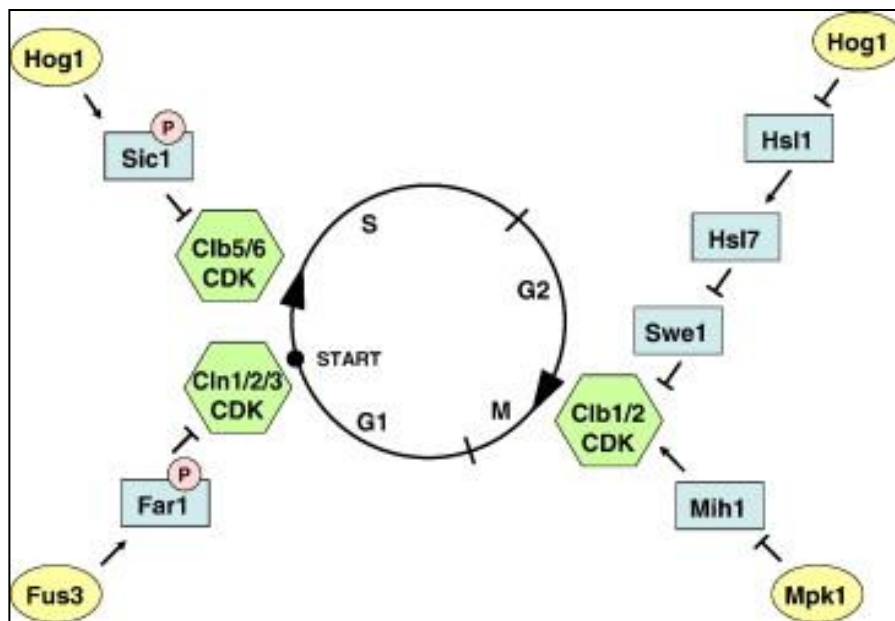 Hog1
Hog1
P
Sic1
Hsl1
S
Clb5/6
CDK
Hsl7
G2
Swe1
START
Cln1/2/3
CDK
G1
M
Clb1/2
CDK
P
Far1
Mih1
Fus3
Mpk1